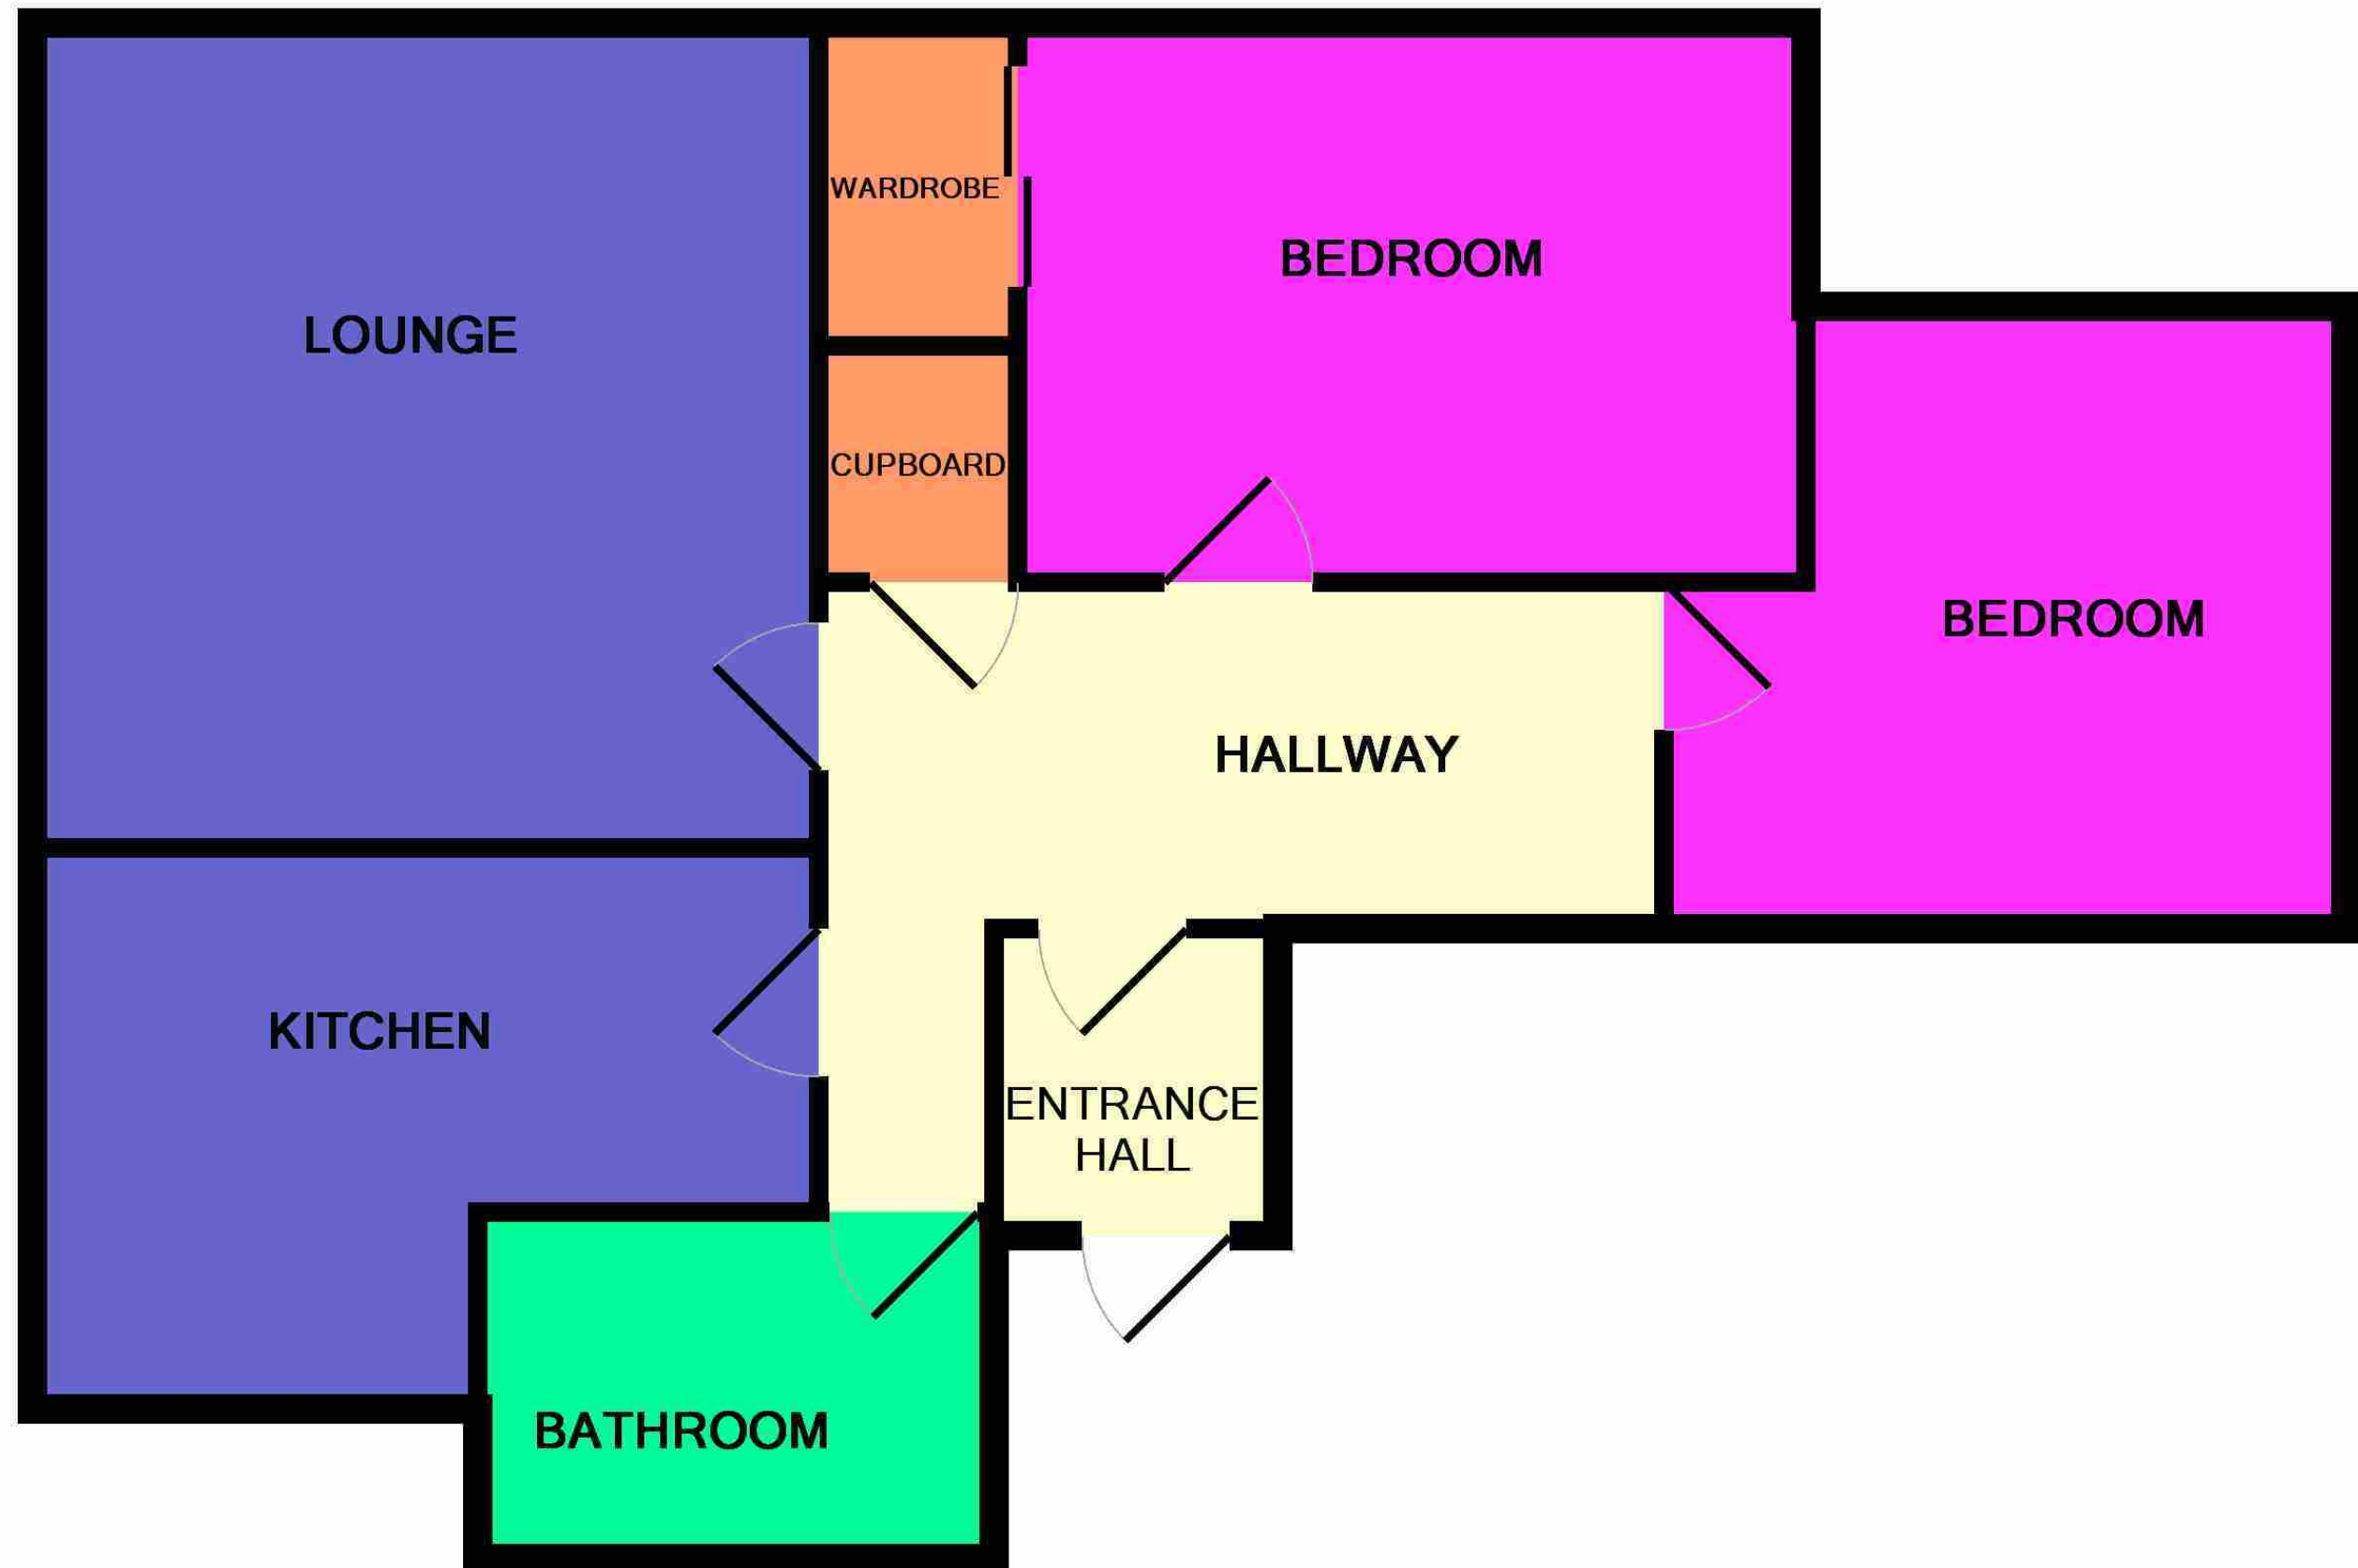 WARDROBE
BEDROOM
LOUNGE
CUPBOARD
BEDROOM
HALLWAY
KITCHEN
ENTRANCE
HALL
BATHROOM